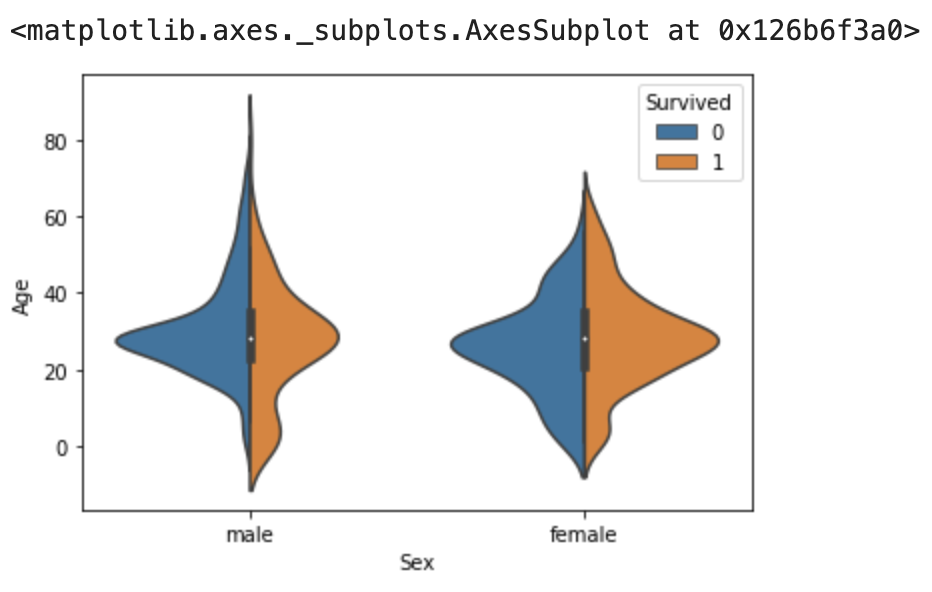 <matplotlib.axes._subplots.AxesSubplot at 0x126b6f3a0>
Survived
0
1
80
60
40
20
0
Age
male female
Sex